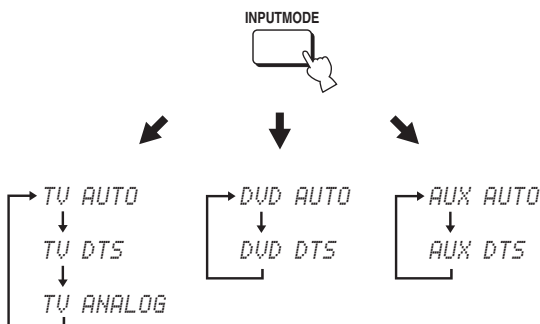 INPUTMODE
TV AUTO
TV DTS
TV ANALOG
DVD AUTO
DVD DTS
AUX AUTO
AUX DTS